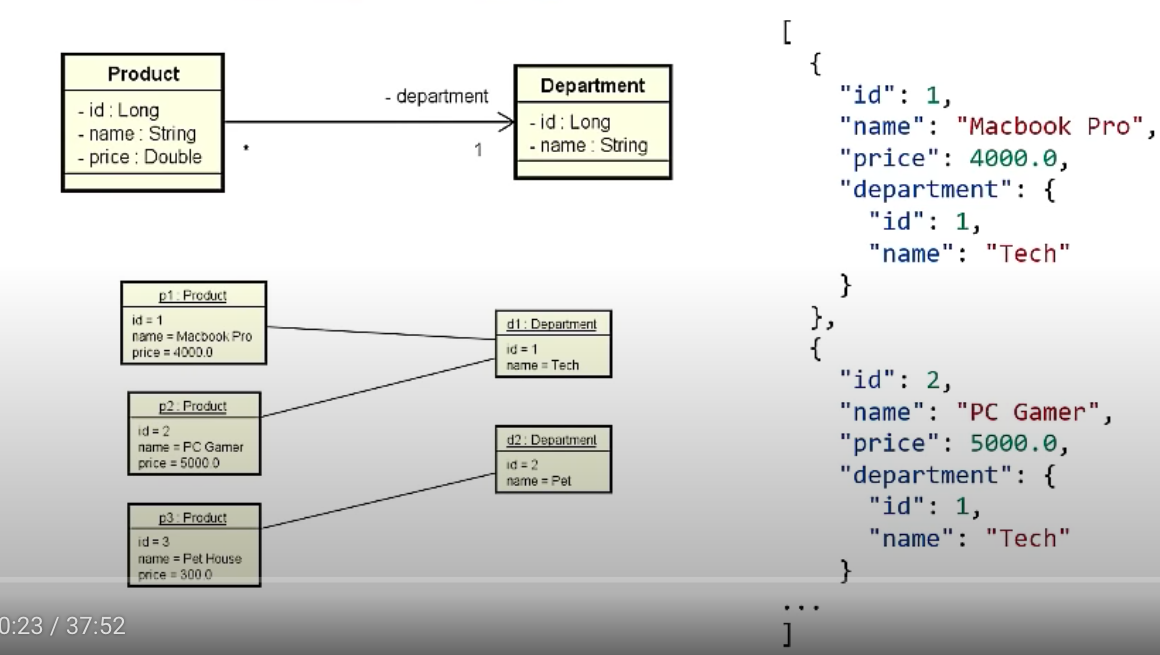 Product
- id : Long
- name : String
- price : Double
- department
*
1
Department
- id : Long
- name : String
p1 : Product
id = 1
name = Macbook Pro
price = 4000.0
p2 : Product
id = 2
name = PC Gamer
price = 5000.0
p3 : Product
id = 3
name = Pet House
price = 300.0
d1 : Department
id = 1
name = Tech
d2 : Department
id = 2
name = Pet
[
{
"id": 1,
"name": "Macbook Pro",
"price": 4000.0,
"department": {
"id": 1,
"name": "Tech"
}
},
{
"id": 2,
"name": "PC Gamer",
"price": 5000.0,
"department": {
"id": 1,
"name": "Tech"
}
...
]
0:23 / 37:52